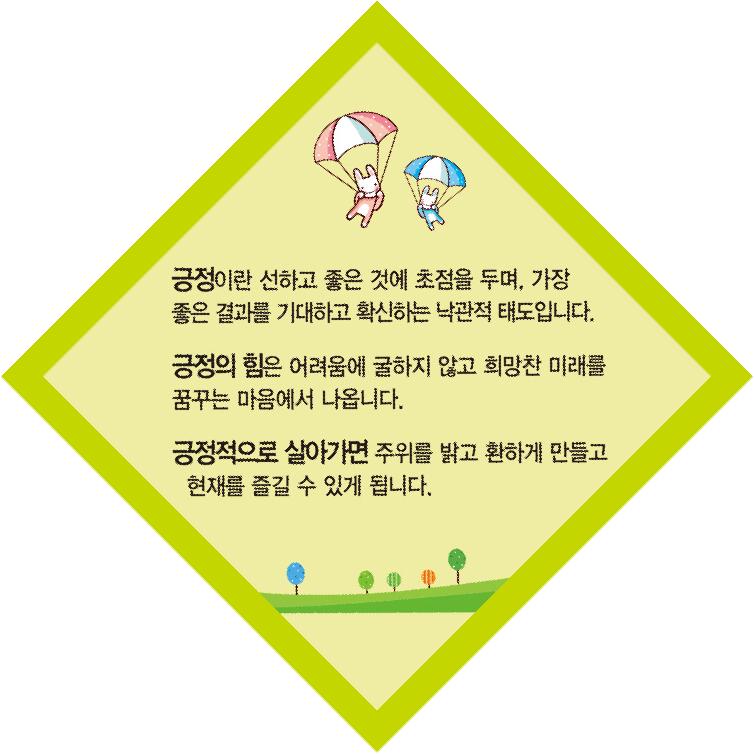 긍정이란 선하고 좋은 것에 초점을 두며, 가장
좋은 결과를 기대하고 확신하는 낙관적 태도입니다.
긍정의 힘은 어려움에 굴하지 않고 희망찬 미래를
꿈꾸는 마음에서 나옵니다.
긍정적으로 살아가면 주위를 밝고 환하게 만들고
현재를 즐길 수 있게 됩니다.